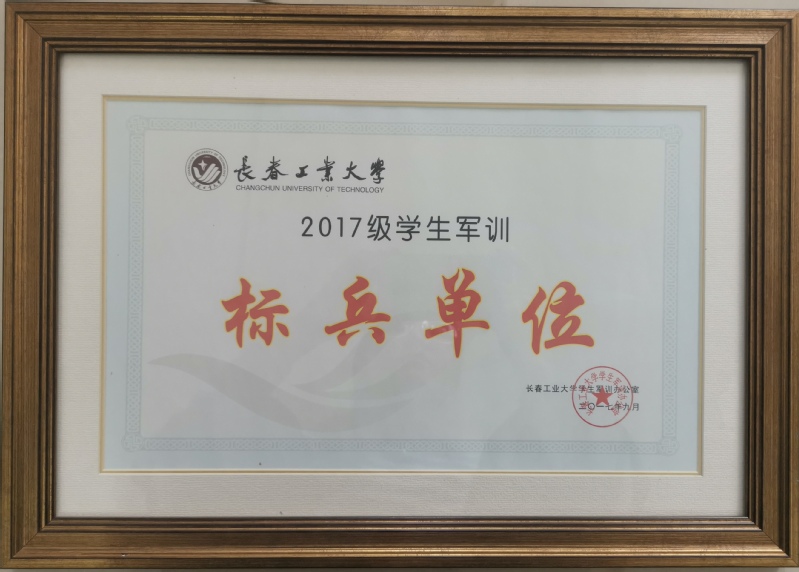 長春工業大學
CHANGCHUN UNIVERSITY OF TECHNOLOGY
2017级学生军训
标兵单位
长春工业大学学生军训办公室
二〇一七年九月